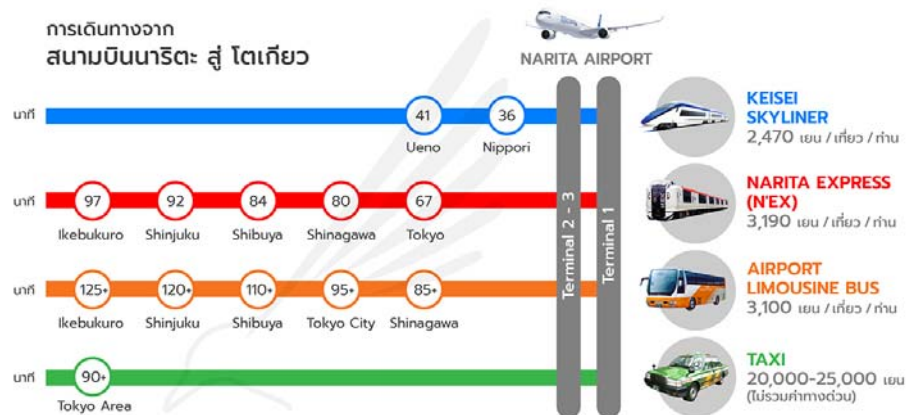 การเดินทางจาก
สนามบินนาริตะ สู่ โตเกียว
NARITA AIRPORT
นาที
41
36
Ueno
Nippori
KEISEI
SKYLINER
2,470 เยน / เที่ยว / ท่าน
นาที
97
92
84
80
67
Ikebukuro
Shinjuku
Shibuya
Shinagawa
Tokyo
NARITA EXPRESS
(N'EX)
3,190 เยน / เที่ยว / ท่าน
Terminal 2 - 3
Terminal 1
นาที
125+
120+
110+
95+
85+
Ikebukuro
Shinjuku
Shibuya
Tokyo City
Shinagawa
AIRPORT
LIMOUSINE BUS
3,100 เยน / เที่ยว / ท่าน
นาที
90+
Tokyo Area
TAXI
20,000-25,000 เยน
(ไม่รวมค่าทางด่วน)